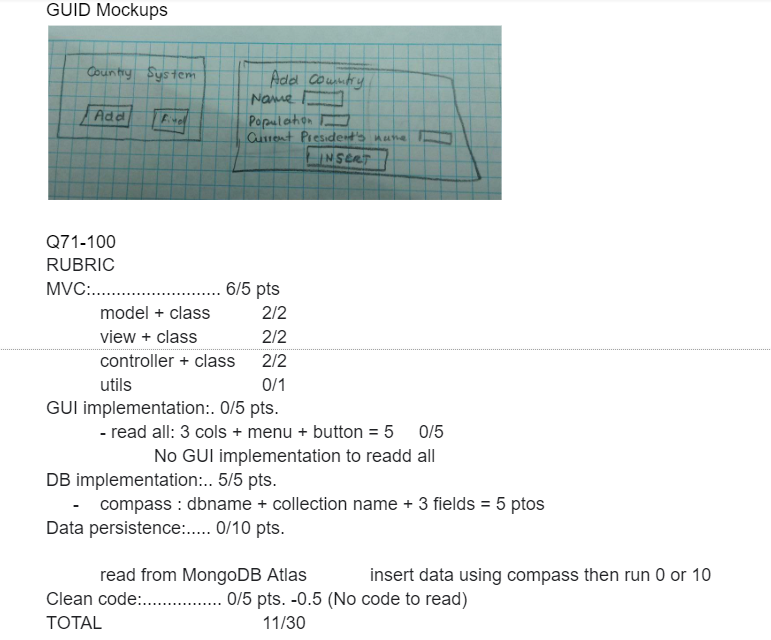 GUID Mockups
Country System
Add
Find
Add Country
Name
Population
Current President's name
INSERT
Q71-100
RUBRIC
MVC:.......................... 6/5 pts
model + class 2/2
view + class 2/2
controller + class 2/2
utils 0/1
GUI implementation:. 0/5 pts.
- read all: 3 cols + menu + button = 5 0/5
No GUI implementation to readd all
DB implementation:.. 5/5 pts.
- compass : dbname + collection name + 3 fields = 5 ptos
Data persistence:..... 0/10 pts.
read from MongoDB Atlas insert data using compass then run 0 or 10
Clean code:................ 0/5 pts. -0.5 (No code to read)
TOTAL 11/30